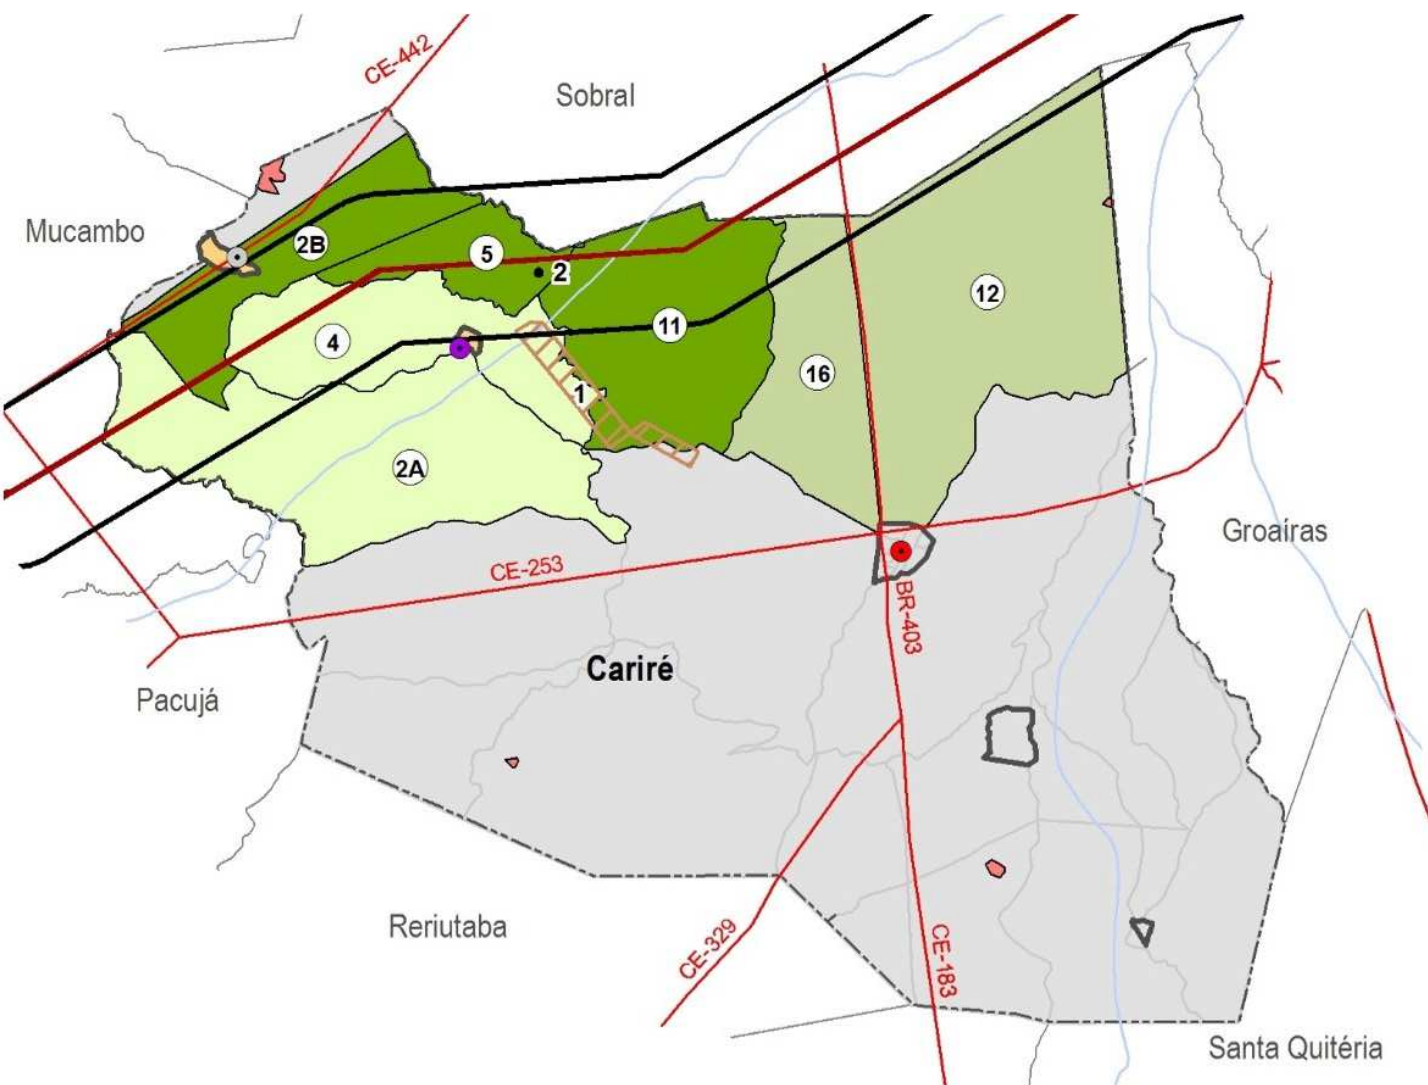 CE-442
Sobral
Mucambo
2B
5
2
12
11
4
16
1
2A
Groaíras
CE-253
BR-403
Cariré
Pacujá
Reriutaba
CE-329
CE-183
Santa Quitéria